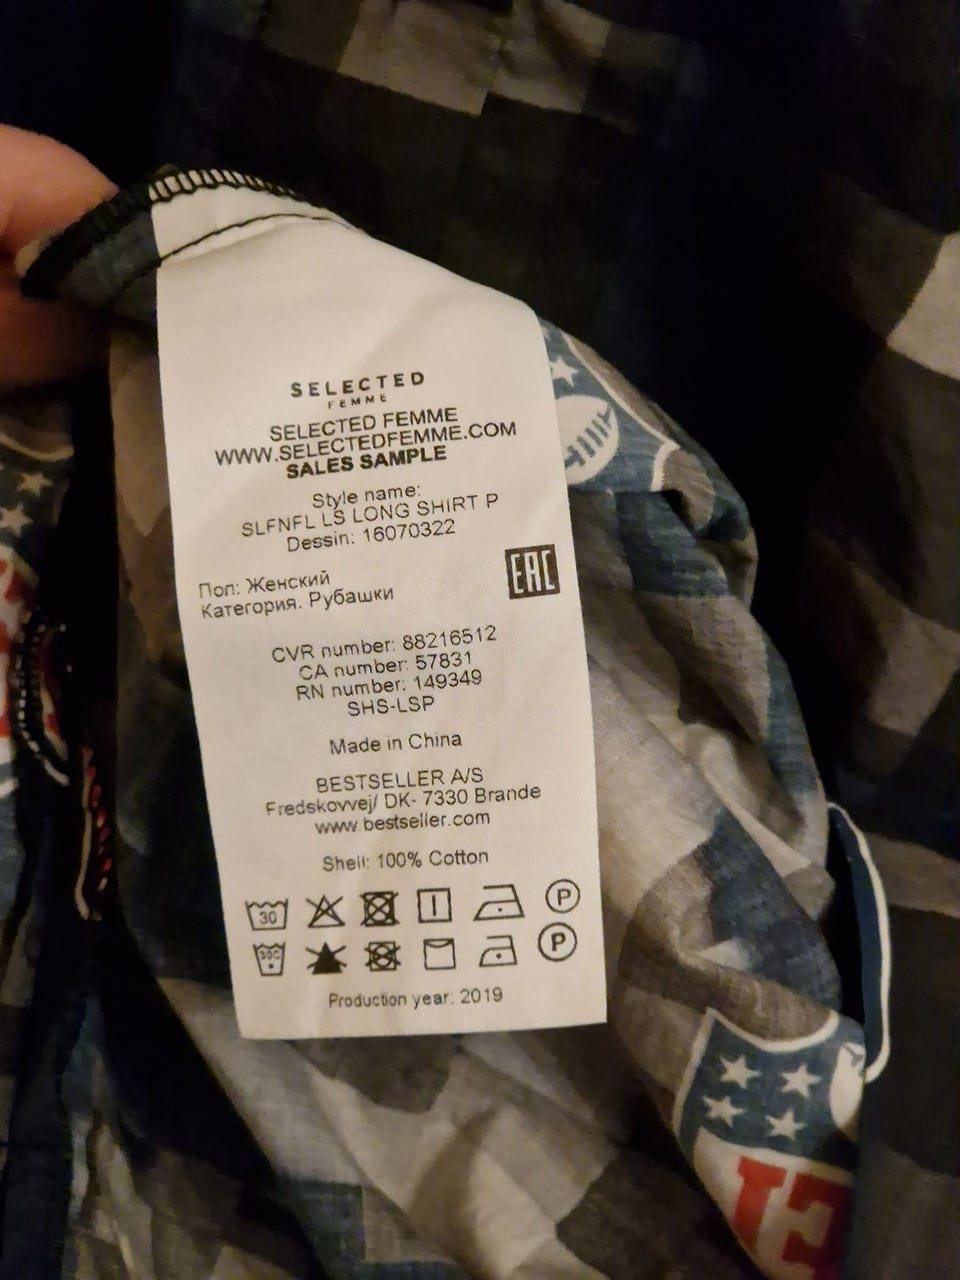 SELECTED
FEMME
SELECTED FEMME
WWW.SELECTEDFEMME.COM
SALES SAMPLE
Style name:
SLFNFL LS LONG SHIRT P
Dessin: 16070322
EAC
Пол: Женский
Категория. Рубашки
CVR number: 88216512
CA number: 57831
RN number: 149349
SHS-LSP
Made in China
BESTSELLER A/S
Fredskovvej/ DK- 7330 Brande
www.bestseller.com
Shell: 100% Cotton
30 P
30C P
Production year: 2019